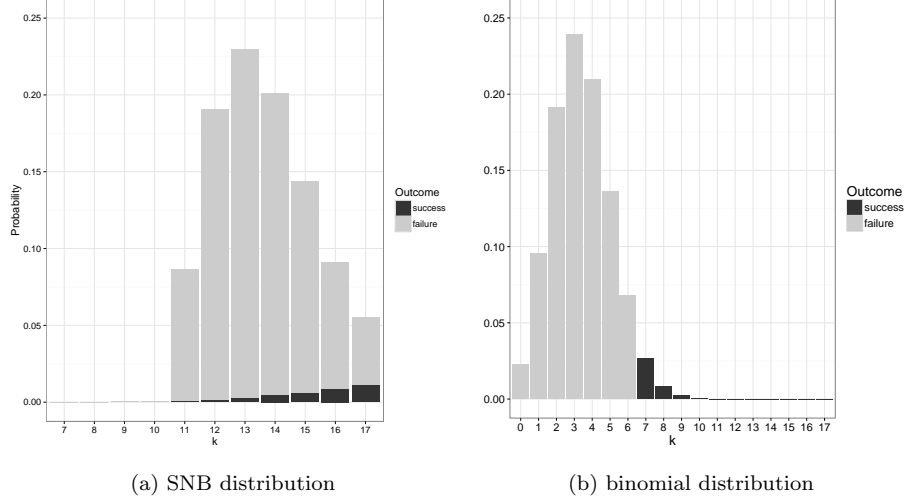 0.25
0.20
0.15
0.10
0.05
0.00
Probability
7 8 9 10 11 12 13 14 15 16 17
k
Outcome
success
failure
(a) SNB distribution
0.25
0.20
0.15
0.10
0.05
0.00
0 1 2 3 4 5 6 7 8 9 10 11 12 13 14 15 16 17
k
Outcome
success
failure
(b) binomial distribution